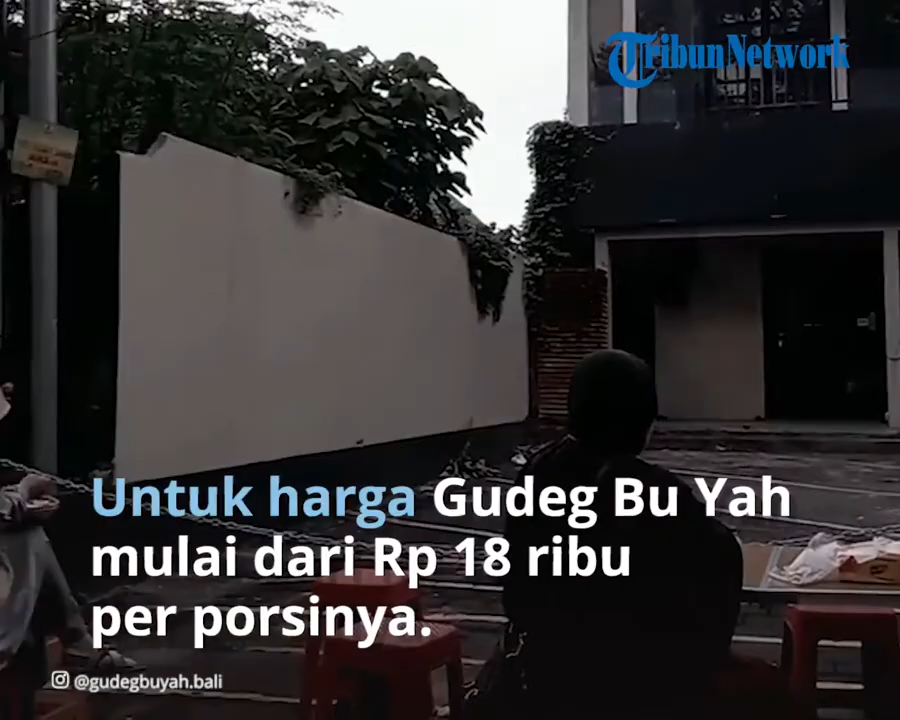 TribunNetwork
Untuk harga Gudeg Bu Yah
mulai dari Rp 18 ribu
per porsinya.
@gudegbuyah.bali